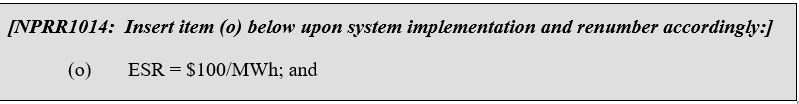 [NPRR1014: Insert item (o) below upon system implementation and renumber accordingly:]
(o) ESR = $100/MWh; and